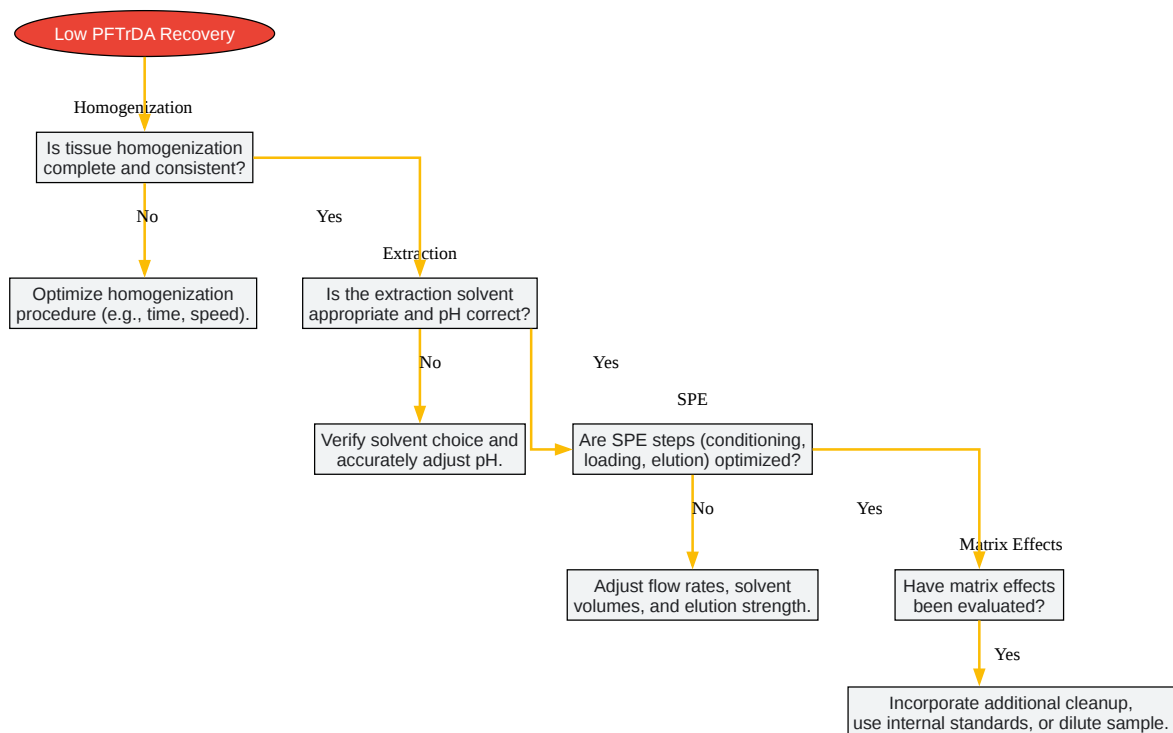 Low PFTrDA Recovery
Homogenization
Is tissue homogenization
complete and consistent?
No
Yes
Extraction
Optimize homogenization
procedure (e.g., time, speed).
Is the extraction solvent
appropriate and pH correct?
No
Yes
SPE
Verify solvent choice and
accurately adjust pH.
Are SPE steps (conditioning,
loading, elution) optimized?
No
Yes
Matrix Effects
Adjust flow rates, solvent
volumes, and elution strength.
Have matrix effects
been evaluated?
Yes
Incorporate additional cleanup,
use internal standards, or dilute sample.